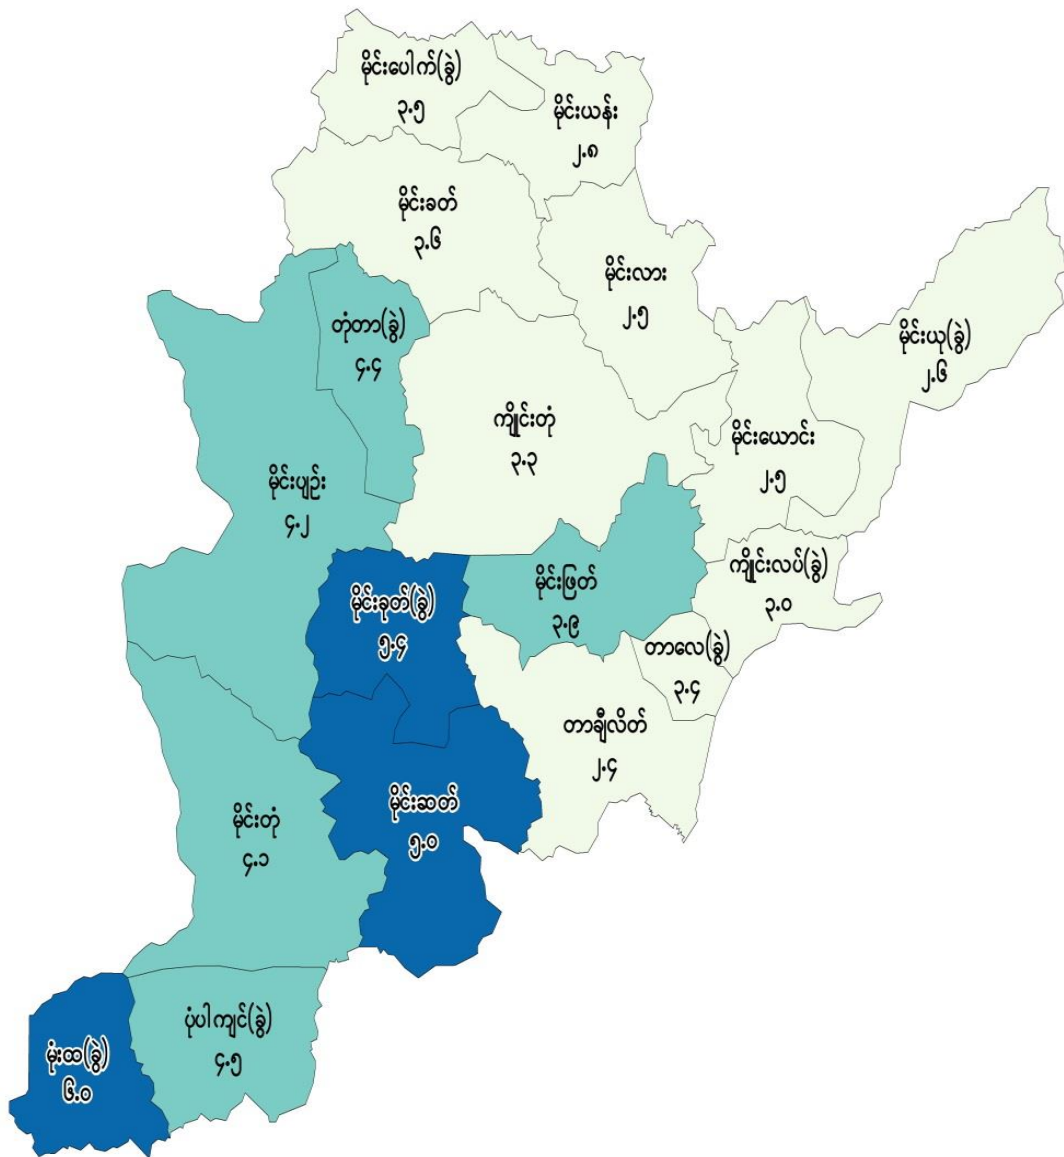 မိုင်းပေါက်(ခွဲ)
၃.၅
မိုင်းယန်း
၂.၈
မိုင်းခတ်
၃.၆
မိုင်းလား
၂.၅
တုံတာ(ခွဲ)
၄.၄
မိုင်းယု(ခွဲ)
၂.၆
ကျိုင်းတုံ
၃.၃
မိုင်းယောင်း
၂.၅
မိုင်းပျဉ်း
၄.၂
မိုင်းဖြတ်
၃.၉
ကျိုင်းလပ်(ခွဲ)
၃.၀
မိုင်းခုတ်(ခွဲ)
၅.၄
တာလေ(ခွဲ)
၃.၄
တာချီလိတ်
၂.၄
မိုင်းဆတ်
၅.၀
မိုင်းတုံ
၄.၁
ပုံပါကျင်(ခွဲ)
၄.၅
မုံးထ(ခွဲ)
၆.၀